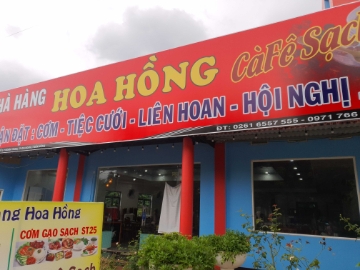 HÀ HÀNG HOA HỒNG CàFê Sạch
ĐẶT: CƠM - TIỆC CƯỚI - LIÊN HOAN - HỘI NGHỊ
ĐT: 0261 6557 555 - 0971 766
ng Hoa Hồng
CƠM GẠO SẠCH ST25